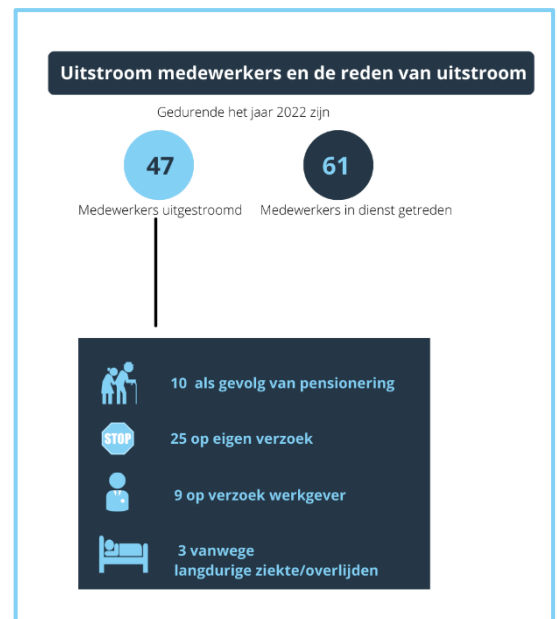 Uitstroom medewerkers en de reden van uitstroom
Gedurende het jaar 2022 zijn
47
61
Medewerkers uitgestroomd
Medewerkers in dienst getreden
10 als gevolg van pensionering
STOP
25 op eigen verzoek
9 op verzoek werkgever
3 vanwege
langdurige ziekte/overlijden